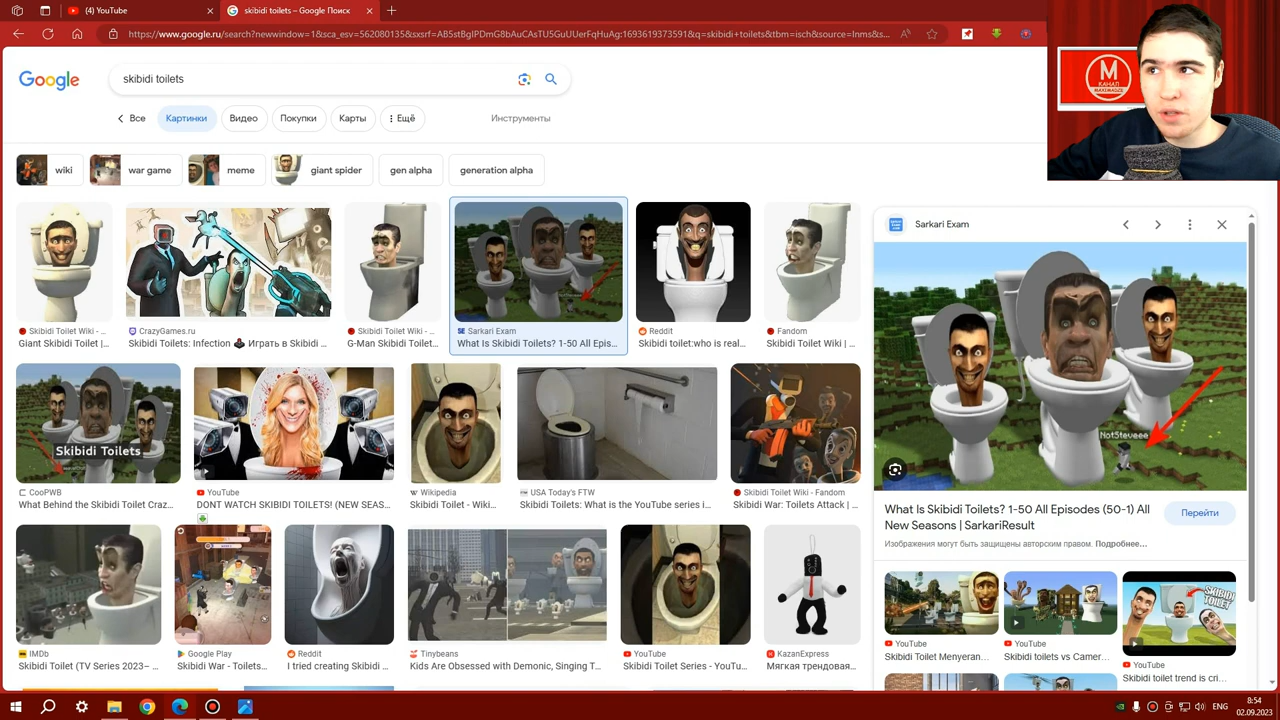 (4) YouTube
skibidi toilets – Google Поиск
https://www.google.ru/search?newwindow=1&sca_esv=562080135&sxsrf=AB5stBgIPDmG8bAuCAsTU5GuUUerFqHuAg:1693619373591&q=skibidi+toilets&tbm=isch&source=lnms&s...
М
КАНАЛ
Google
skibidi toilets
Все
Картинки
Видео
Покупки
Карты
Ещё
Инструменты
wiki
war game
meme
giant spider
gen alpha
generation alpha
Skibidi Toilet Wiki - ...
Giant Skibidi Toilet | ...
CrazyGames.ru
Skibidi Toilets: Infection 🕹️ Играть в Skibidi ...
Skibidi Toilet Wiki - ...
G-Man Skibidi Toilet...
Sarkari Exam
What Is Skibidi Toilets? 1-50 All Epis...
Reddit
Skibidi toilet:who is real...
Fandom
Skibidi Toilet Wiki | ...
Sarkari Exam
NotSteveee
What Is Skibidi Toilets? 1-50 All Episodes (50-1) All
New Seasons | SarkariResult
Перейти
Изображения могут быть защищены авторским правом. Подробнее...
Skibidi Toilets
CooPWB
What Behind the Skibidi Toilet Craz...
YouTube
DONT WATCH SKIBIDI TOILETS! (NEW SEAS...
Wikipedia
Skibidi Toilet - Wiki...
USA Today's FTW
Skibidi Toilets: What is the YouTube series i...
Skibidi Toilet Wiki - Fandom
Skibidi War: Toilets Attack | ...
IMDb
Skibidi Toilet (TV Series 2023– ...
Google Play
Skibidi War - Toilets...
Reddit
I tried creating Skibidi ...
Tinybeans
Kids Are Obsessed with Demonic, Singing T...
YouTube
Skibidi Toilet Series - YouTu...
KazanExpress
Мягкая трендовая...
YouTube
Skibidi Toilet Menyeran...
YouTube
Skibidi toilets vs Camer...
SKIBIDI
TOILET
YouTube
Skibidi toilet trend is cri...
ENG
8:54
02.09.2023